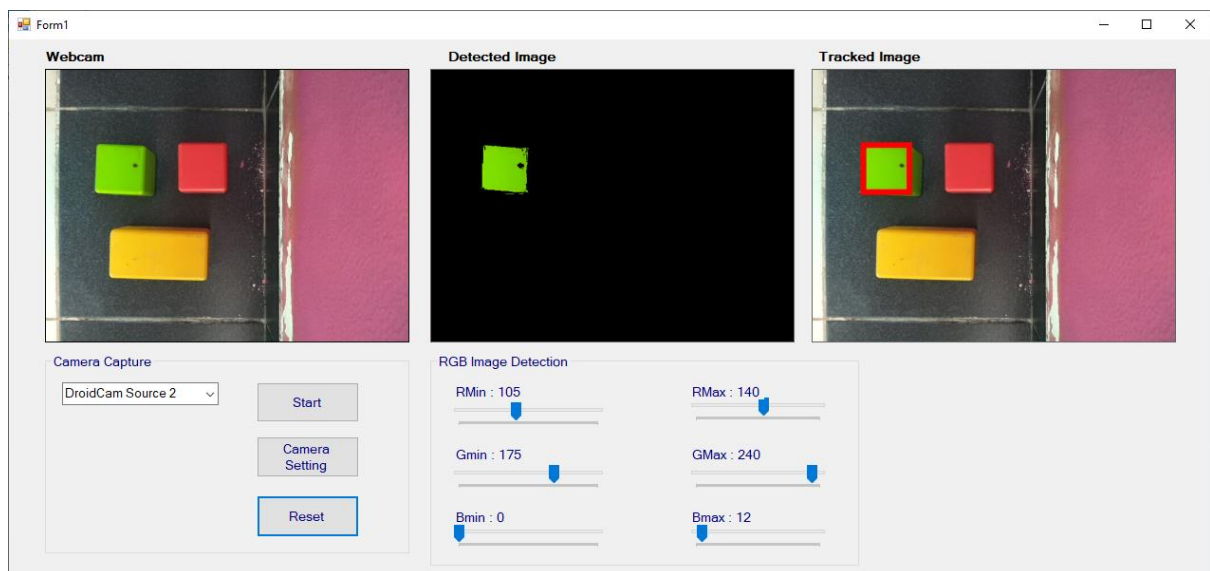 Form1
Webcam
Detected Image
Tracked Image
Camera Capture
DroidCam Source 2
Start
Camera
Setting
Reset
RGB Image Detection
RMin : 105
RMax : 140
Gmin : 175
GMax : 240
Bmin : 0
Bmax : 12